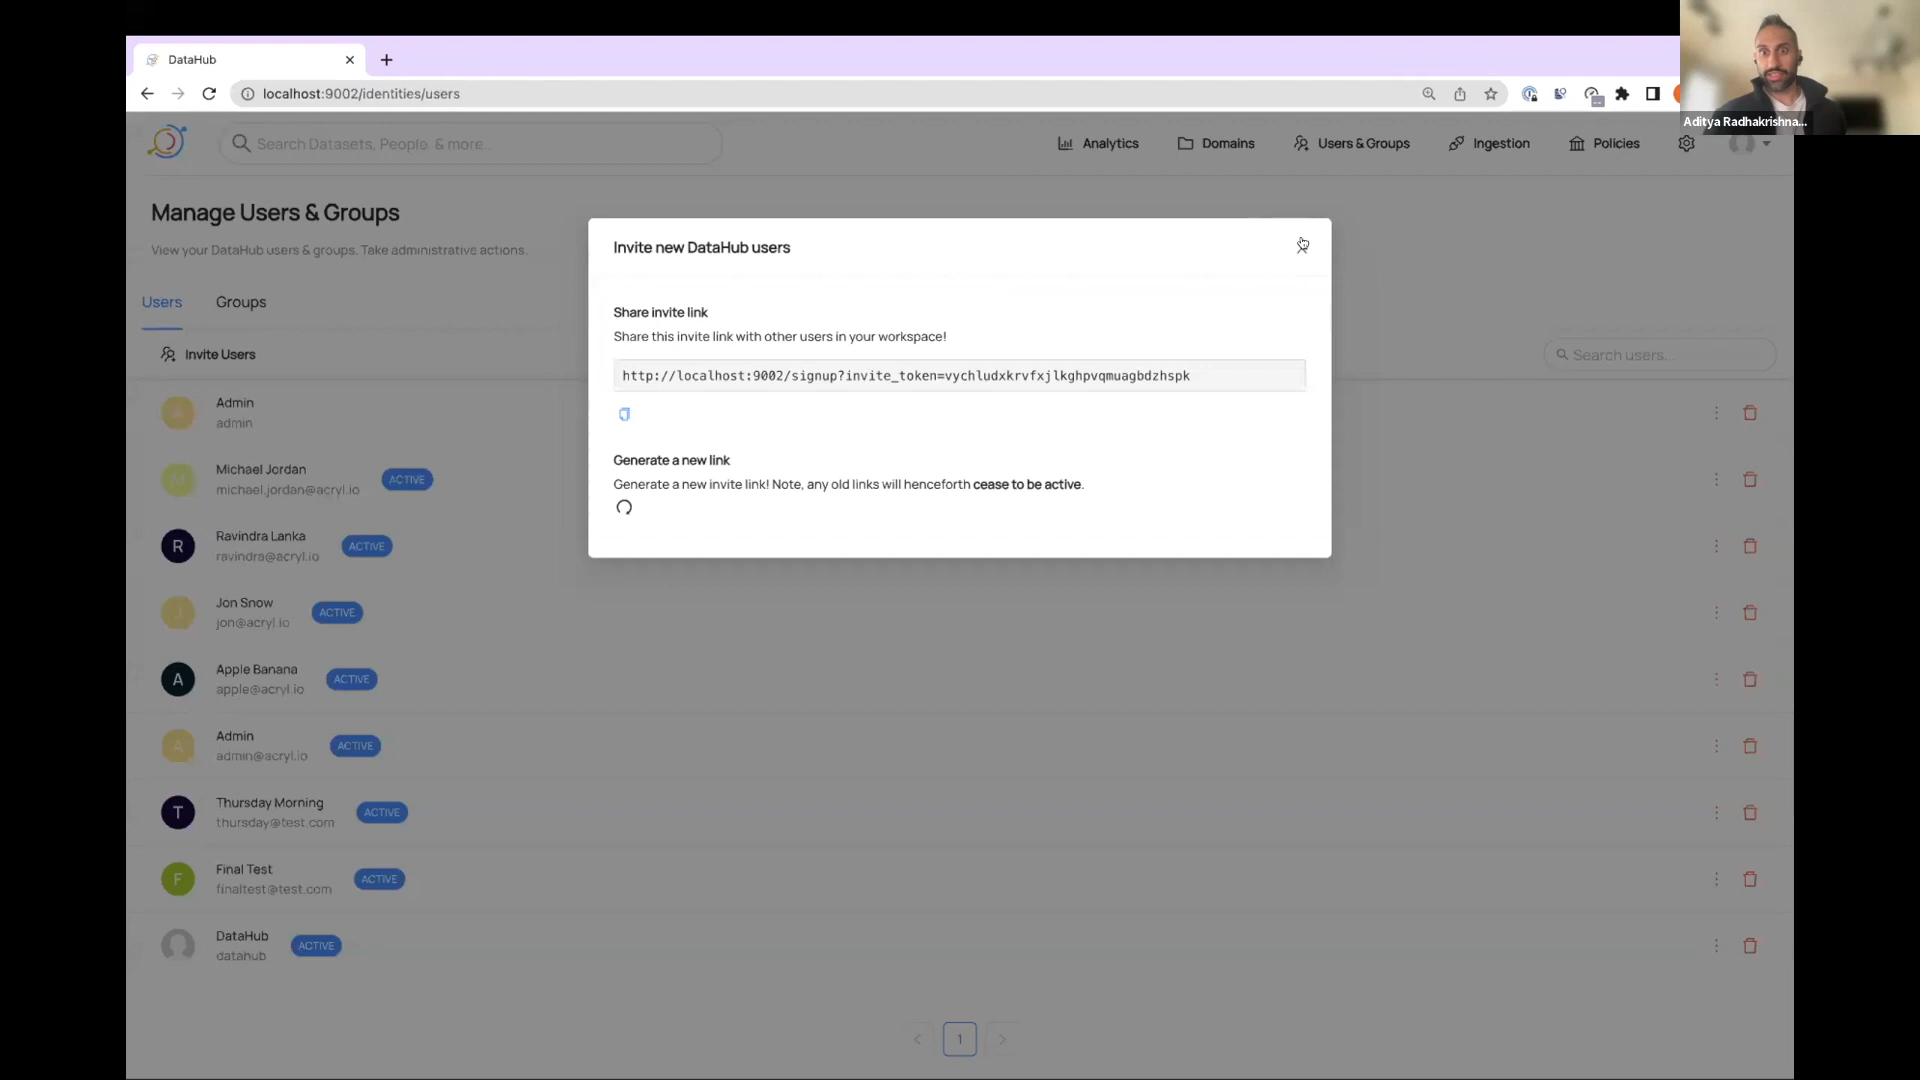 DataHub
localhost:9002/identities/users
Aditya Radhakrishna...
Search Datasets, People, & more...
Analytics
Domains
Users & Groups
Ingestion
Policies
Manage Users & Groups
View your DataHub users & groups. Take administrative actions.
Users
Groups
Invite Users
Search users...
Invite new DataHub users
Share invite link
Share this invite link with other users in your workspace!
http://localhost:9002/signup?invite_token=vychludxkrvfxjlkghpvqmuagbdzhspk
Generate a new link
Generate a new invite link! Note, any old links will henceforth cease to be active.
A
Admin
admin
M
Michael Jordan
michael.jordan@acryl.io
ACTIVE
R
Ravindra Lanka
ravindra@acryl.io
ACTIVE
J
Jon Snow
jon@acryl.io
ACTIVE
A
Apple Banana
apple@acryl.io
ACTIVE
A
Admin
admin@acryl.io
ACTIVE
T
Thursday Morning
thursday@test.com
ACTIVE
F
Final Test
finaltest@test.com
ACTIVE
DataHub
datahub
ACTIVE
1